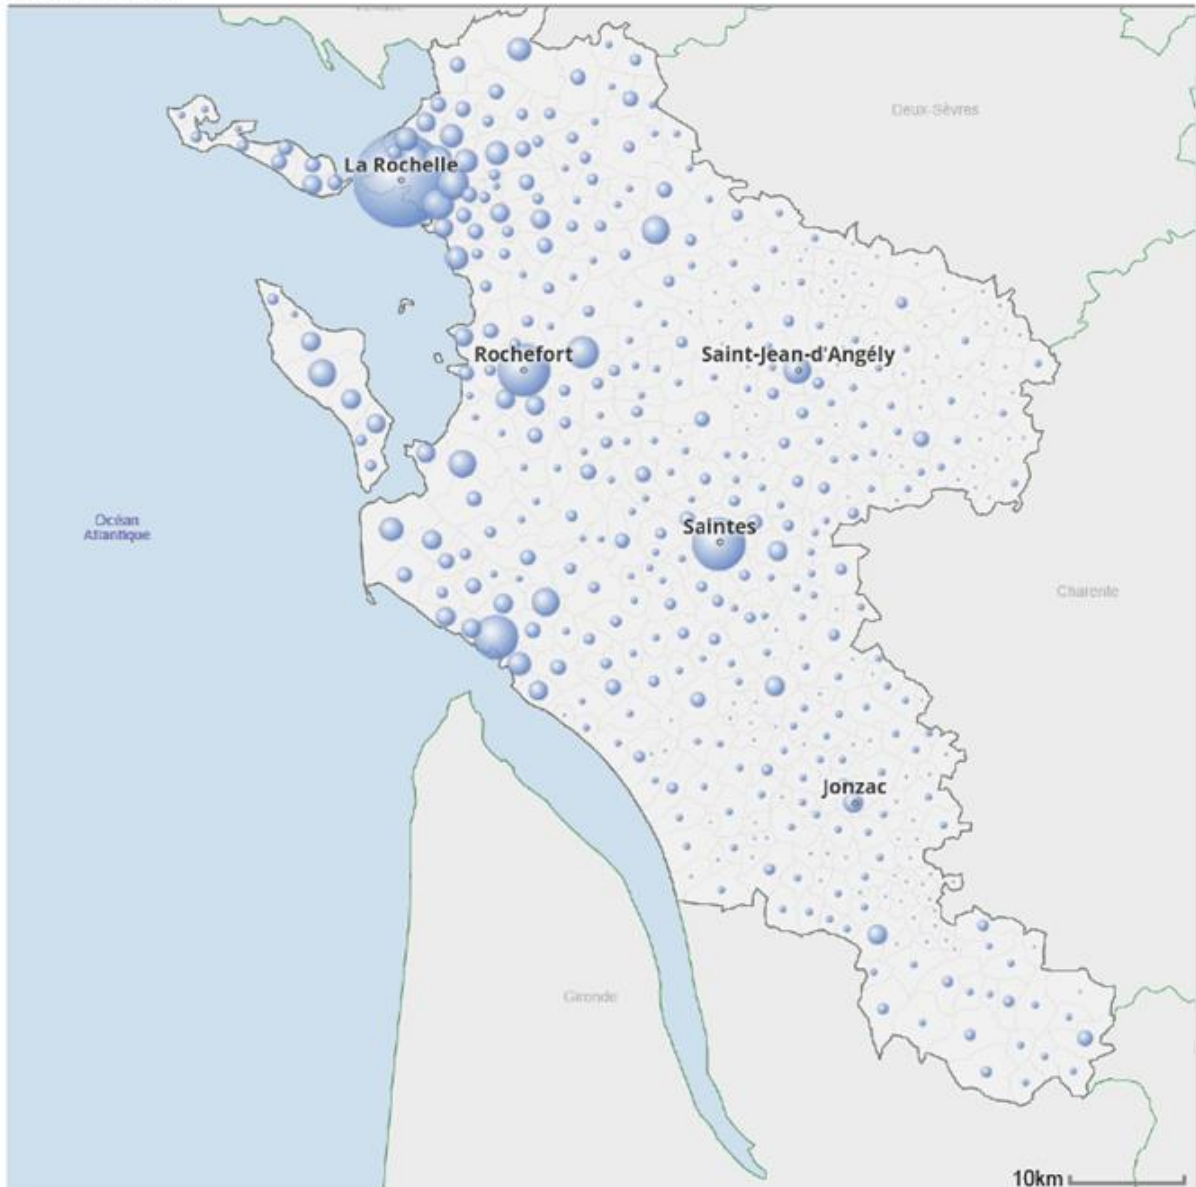 Deux-Sèvres
La Rochelle
Rochefort
Saint-Jean-d'Angély
Océan
Atlantique
Saintes
Charente
Jonzac
Gironde
10km